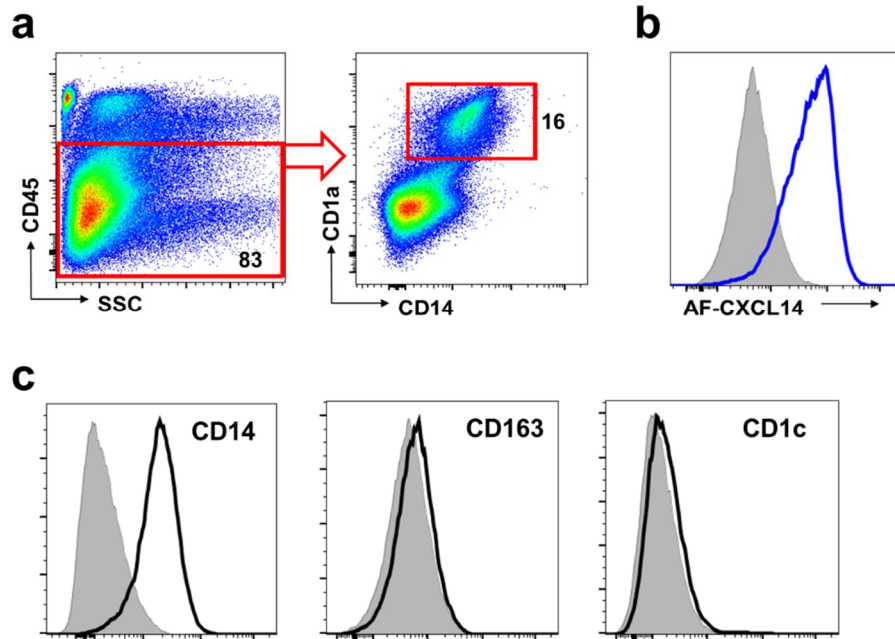 a
CD45
SSC
83
CD1a
CD14
16
b
AF-CXCL14
c
CD14
CD163
CD1c